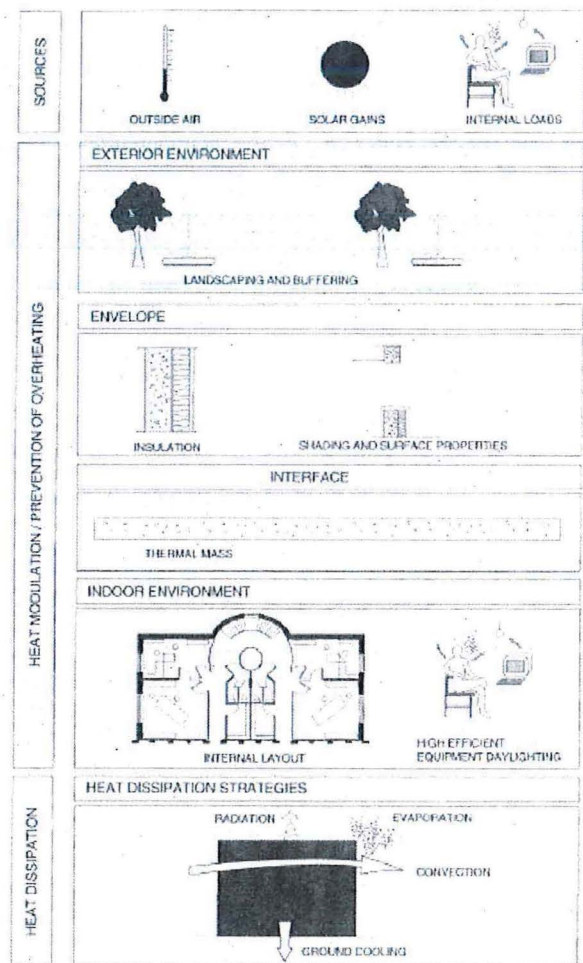 SOURCES
OUTSIDE AIR
SOLAR GAINS
INTERNAL LOADS
HEAT MODULATION / PREVENTION OF OVERHEATING
EXTERIOR ENVIRONMENT
LANDSCAPING AND BUFFERING
ENVELOPE
INSULATION
SHADING AND SURFACE PROPERTIES
INTERFACE
THERMAL MASS
INDOOR ENVIRONMENT
INTERNAL LAYOUT
HIGH EFFICIENT
EQUIPMENT DAYLIGHTING
HEAT DISSIPATION
HEAT DISSIPATION STRATEGIES
RADIATION
EVAPORATION
CONVECTION
GROUND COOLING